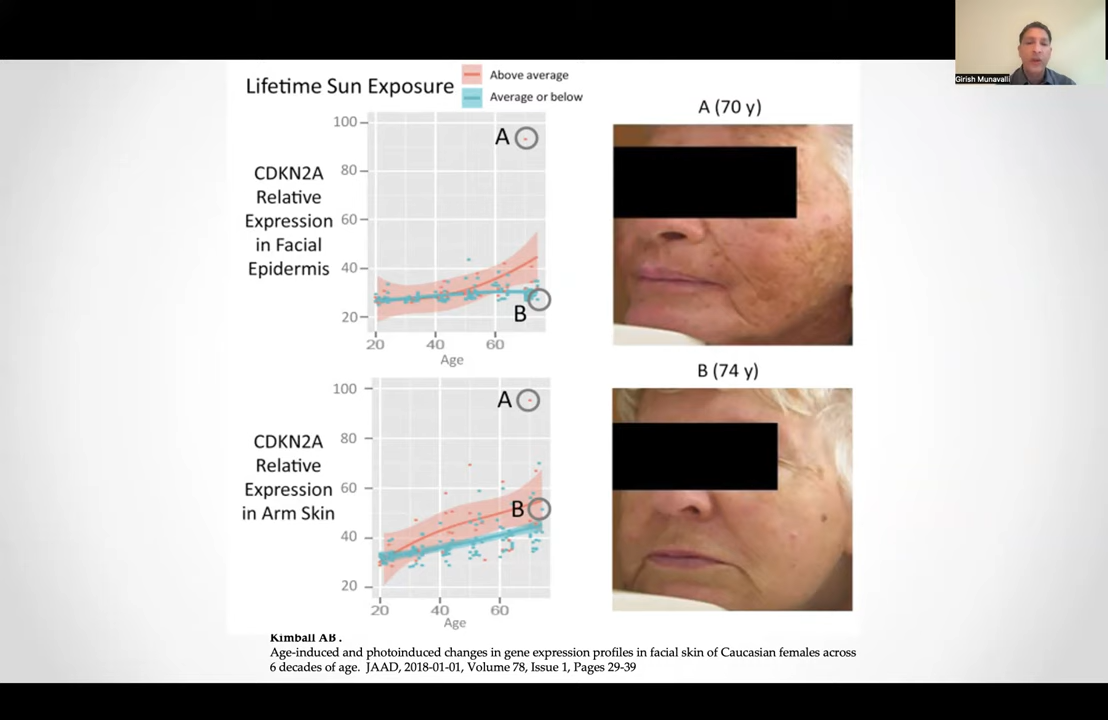 Girish Munavalli
Lifetime Sun Exposure
Above average
Average or below
CDKN2A
Relative
Expression
in Facial
Epidermis
100
80
60
40
20
A
B
20 40 60
Age
A (70 y)
CDKN2A
Relative
Expression
in Arm Skin
100
80
60
40
20
A
B
20 40 60
Age
B (74 y)
Kimball AB .
Age-induced and photoinduced changes in gene expression profiles in facial skin of Caucasian females across
6 decades of age. JAAD, 2018-01-01, Volume 78, Issue 1, Pages 29-39